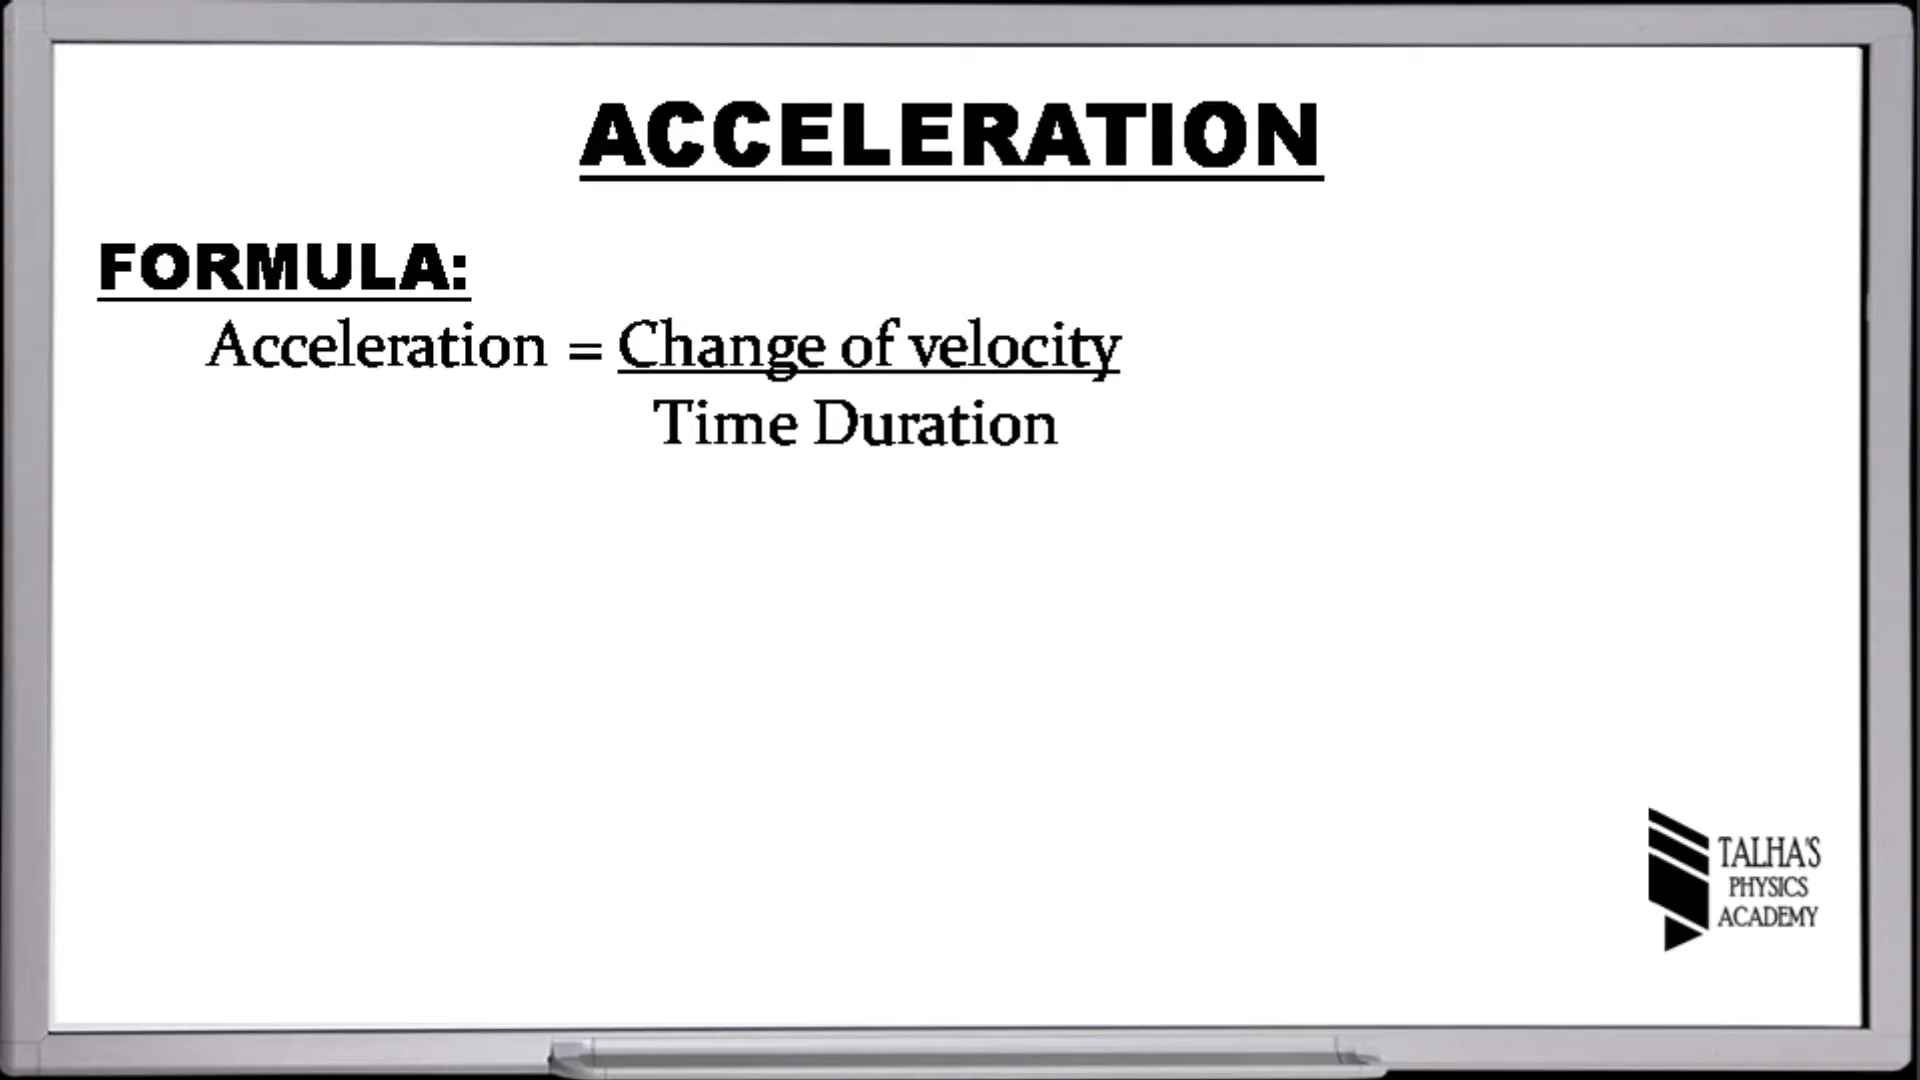 ACCELERATION
FORMULA:
Acceleration = Change of velocity
Time Duration
TALHA'S
PHYSICS
ACADEMY